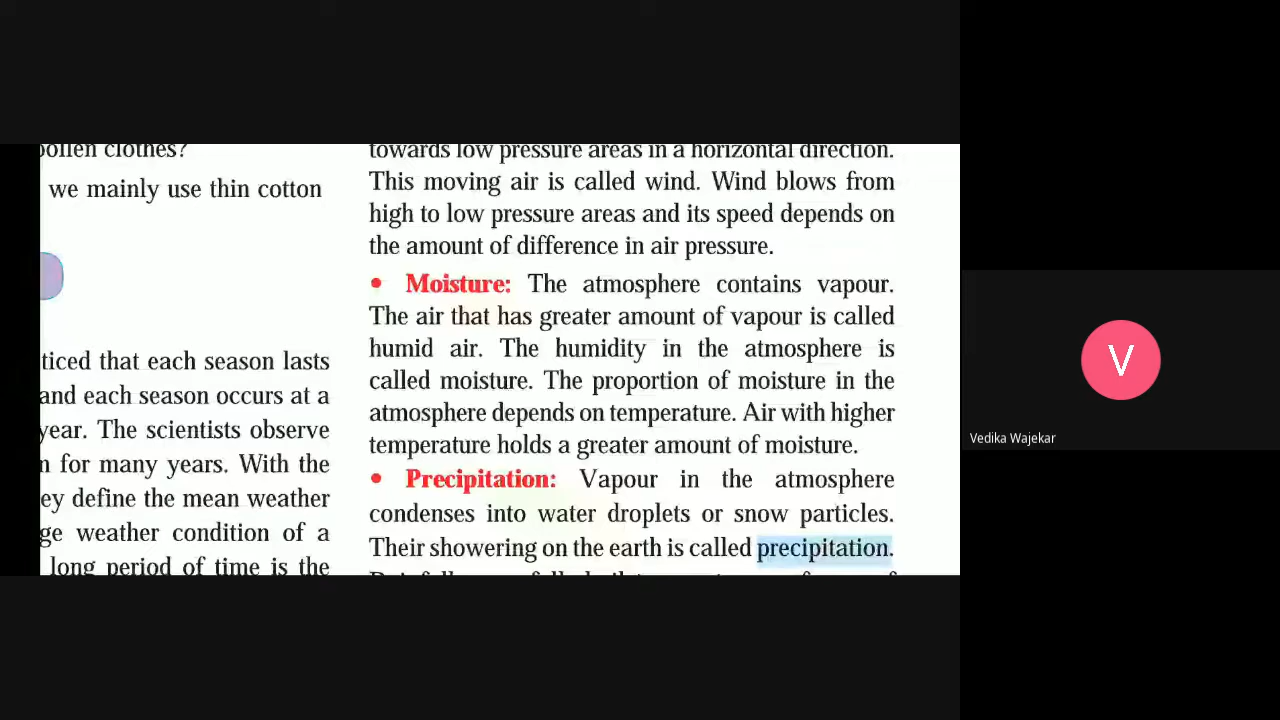 ollen clothes?
we mainly use thin cotton
ticed that each season lasts
and each season occurs at a
year. The scientists observe
for many years. With the
ey define the mean weather
ge weather condition of a
long period of time is the
towards low pressure areas in a horizontal direction.
This moving air is called wind. Wind blows from
high to low pressure areas and its speed depends on
the amount of difference in air pressure.
• Moisture: The atmosphere contains vapour.
The air that has greater amount of vapour is called
humid air. The humidity in the atmosphere is
called moisture. The proportion of moisture in the
atmosphere depends on temperature. Air with higher
temperature holds a greater amount of moisture.
• Precipitation: Vapour in the atmosphere
condenses into water droplets or snow particles.
Their showering on the earth is called precipitation.
V
Vedika Wajekar